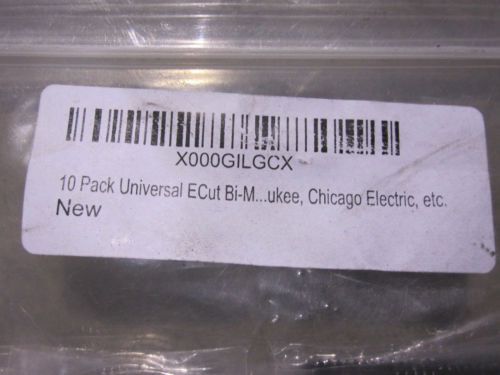 X000GILGCX
10 Pack Universal ECut Bi-M...ukee, Chicago Electric, etc.
New